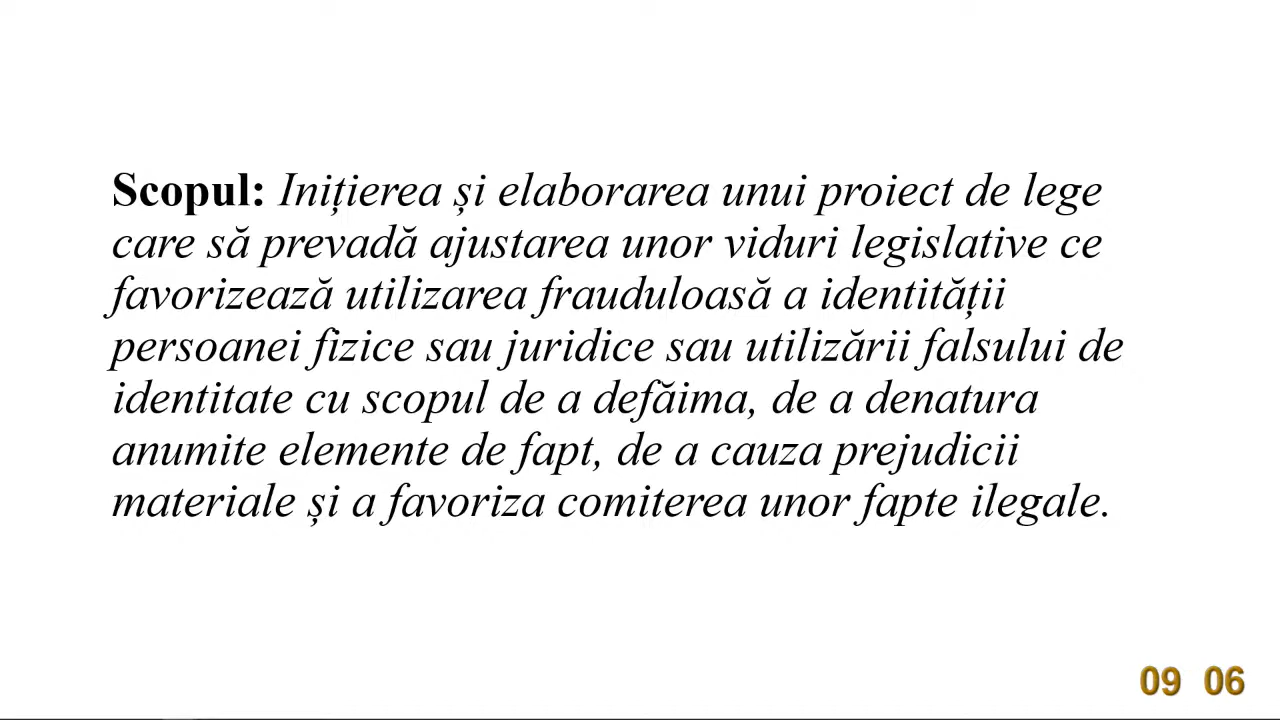 Scopul: Inițierea și elaborarea unui proiect de lege
care să prevadă ajustarea unor viduri legislative ce
favorizează utilizarea frauduloasă a identității
persoanei fizice sau juridice sau utilizării falsului de
identitate cu scopul de a defăima, de a denatura
anumite elemente de fapt, de a cauza prejudicii
materiale și a favoriza comiterea unor fapte ilegale.
09 06